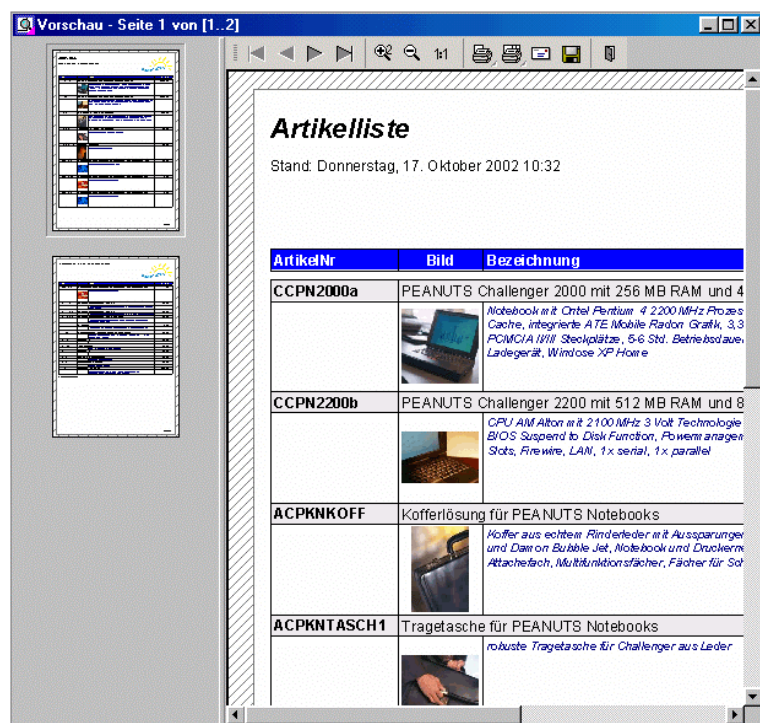 Vorschau - Seite 1 von [1..2]
1:1
Artikelliste
Stand: Donnerstag, 17. Oktober 2002 10:32
ArtikelNr Bild Bezeichnung
CCPN2000a PEANUTS Challenger 2000 mit 256 MB RAM und 4
Notebook mit Ontel Pentium 4 2200 MHz Prozes
Cache, integrierte ATE Mobile Radon Grafik, 3,3
PCMCIA II/III Steckplätze, 5-6 Std. Betriebsdauer
Ladegerät, Windose XP Home
CCPN2200b PEANUTS Challenger 2200 mit 512 MB RAM und 8
CPU AM Alton mit 2100 MHz 3 Volt Technologie
BIOS Suspend to Disk Function, Powermanagem
Slots, Firewire, LAN, 1x serial, 1x parallel
ACPKNKOFF Kofferlösung für PEANUTS Notebooks
Koffer aus echtem Rinderleder mit Aussparungen
und Damon Bubble Jet, Notebook und Druckerne
Attachefach, Multifunktionsfächer, Fächer für Sch
ACPKNTASCH1 Tragetasche für PEANUTS Notebooks
robuste Tragetasche für Challenger aus Leder